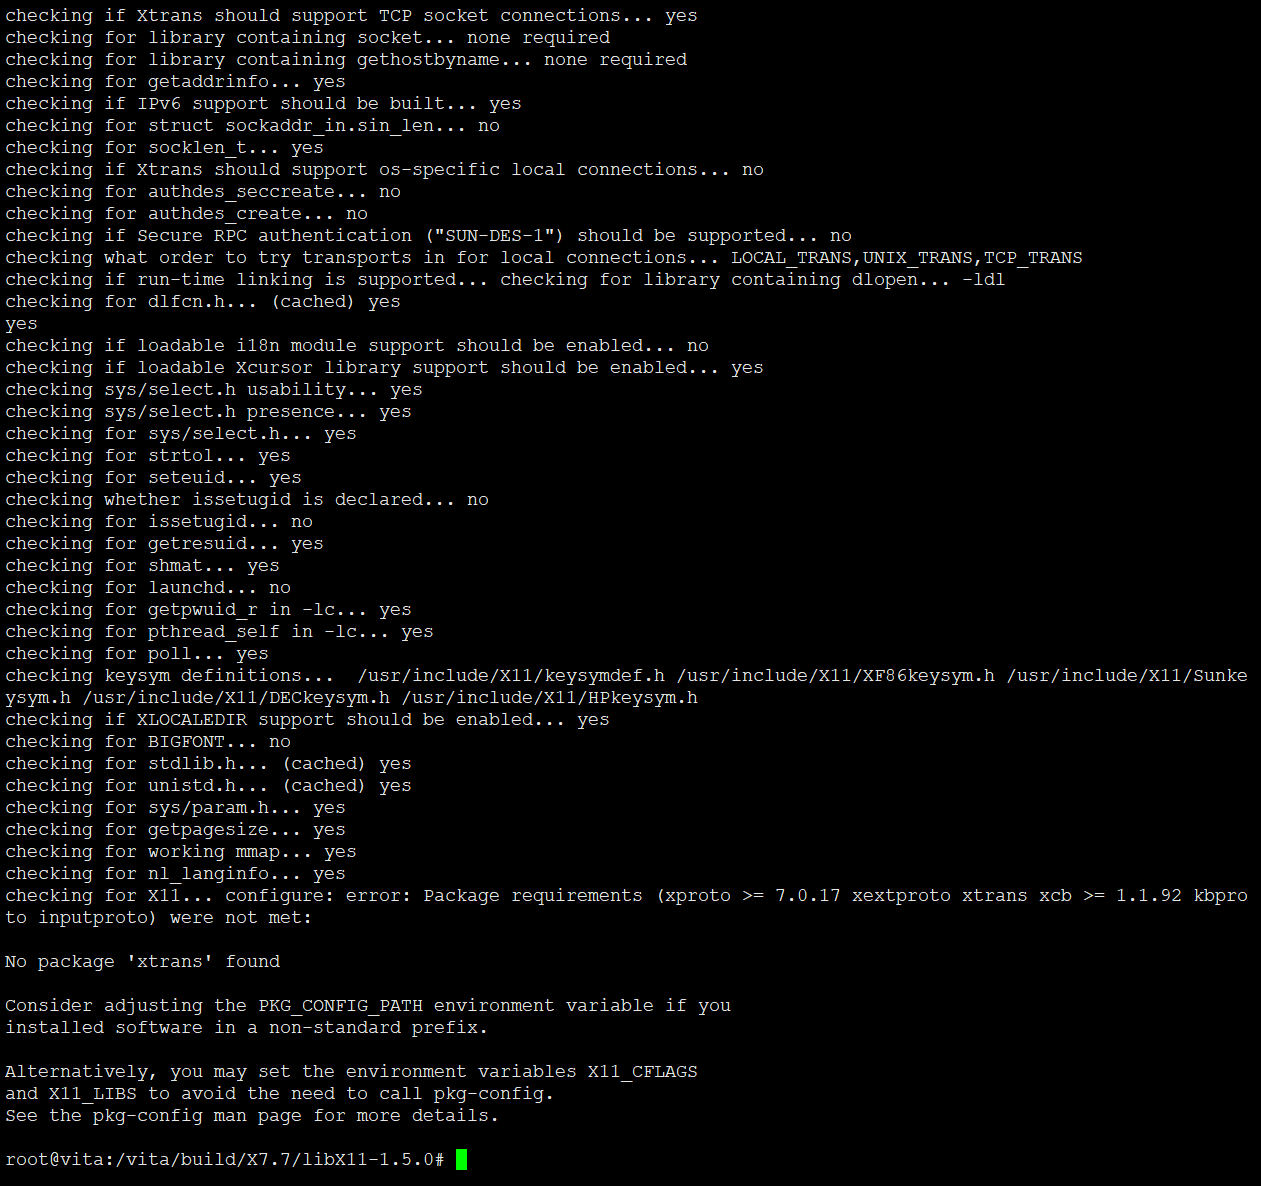 checking if Xtrans should support TCP socket connections... yes
checking for library containing socket... none required
checking for library containing gethostbyname... none required
checking for getaddrinfo... yes
checking if IPv6 support should be built... yes
checking for struct sockaddr_in.sin_len... no
checking for socklen_t... yes
checking if Xtrans should support os-specific local connections... no
checking for authdes_seccreate... no
checking for authdes_create... no
checking if Secure RPC authentication ("SUN-DES-1") should be supported... no
checking what order to try transports in for local connections... LOCAL_TRANS,UNIX_TRANS,TCP_TRANS
checking if run-time linking is supported... checking for library containing dlopen... -ldl
checking for dlfcn.h... (cached) yes
yes
checking if loadable i18n module support should be enabled... no
checking if loadable Xcursor library support should be enabled... yes
checking sys/select.h usability... yes
checking sys/select.h presence... yes
checking for sys/select.h... yes
checking for strtol... yes
checking for seteuid... yes
checking whether issetugid is declared... no
checking for issetugid... no
checking for getresuid... yes
checking for shmat... yes
checking for launchd... no
checking for getpwuid_r in -lc... yes
checking for pthread_self in -lc... yes
checking for poll... yes
checking keysym definitions...  /usr/include/X11/keysymdef.h /usr/include/X11/XF86keysym.h /usr/include/X11/Sunke
ysym.h /usr/include/X11/DECkeysym.h /usr/include/X11/HPkeysym.h
checking if XLOCALEDIR support should be enabled... yes
checking for BIGFONT... no
checking for stdlib.h... (cached) yes
checking for unistd.h... (cached) yes
checking for sys/param.h... yes
checking for getpagesize... yes
checking for working mmap... yes
checking for nl_langinfo... yes
checking for X11... configure: error: Package requirements (xproto >= 7.0.17 xextproto xtrans xcb >= 1.1.92 kbpro
to inputproto) were not met:

No package 'xtrans' found

Consider adjusting the PKG_CONFIG_PATH environment variable if you
installed software in a non-standard prefix.

Alternatively, you may set the environment variables X11_CFLAGS
and X11_LIBS to avoid the need to call pkg-config.
See the pkg-config man page for more details.

root@vita:/vita/build/X7.7/libX11-1.5.0#